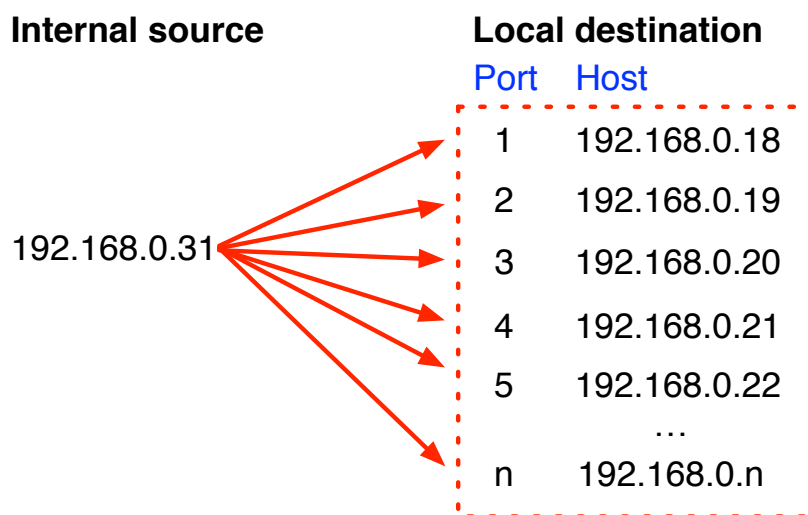 Internal source Local destination
Port Host
1 192.168.0.18
2 192.168.0.19
192.168.0.31
3 192.168.0.20
4 192.168.0.21
5 192.168.0.22
…
n 192.168.0.n